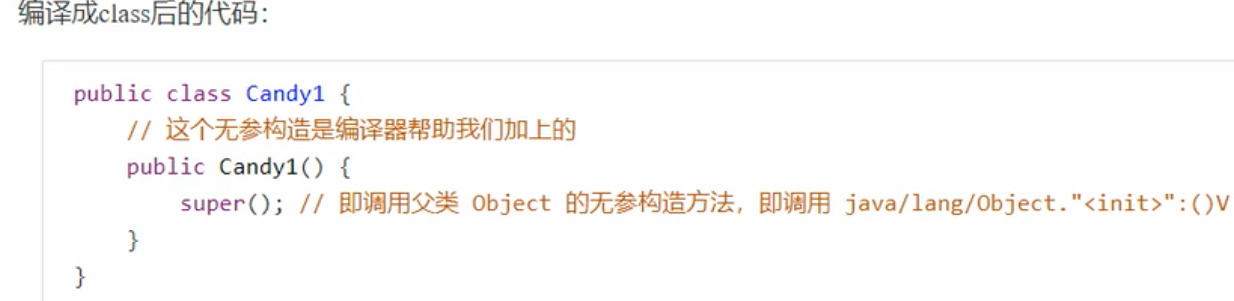 编译成class后的代码：
public class Candy1 {
    // 这个无参构造是编译器帮助我们加上的
    public Candy1() {
        super(); // 即调用父类 Object 的无参构造方法，即调用 java/lang/Object."<init>":()V
    }
}